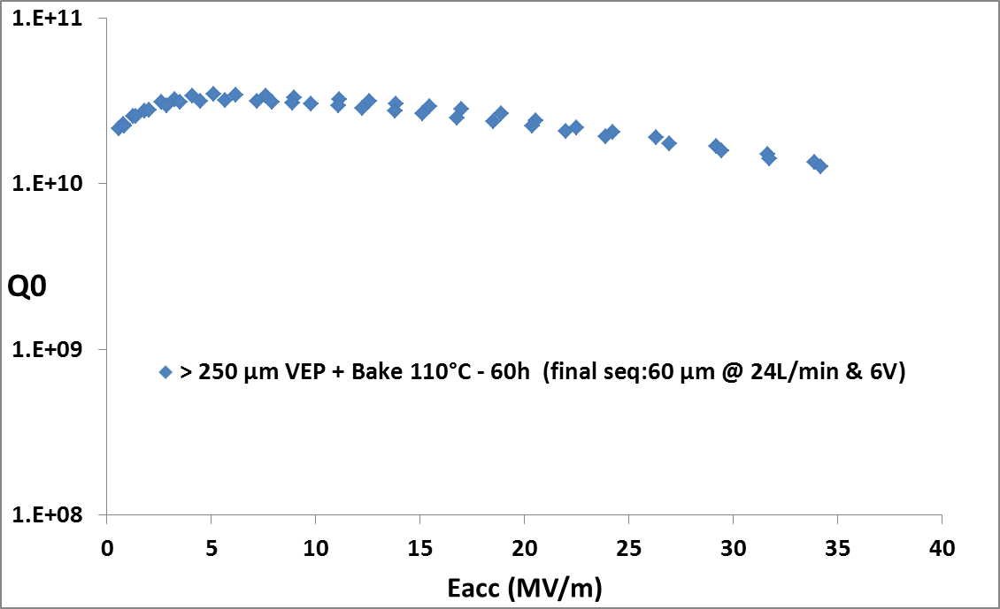 1.E+11
1.E+10
Q0
1.E+09
> 250 µm VEP + Bake 110°C - 60h (final seq:60 µm @ 24L/min & 6V)
1.E+08
0 5 10 15 20 25 30 35 40
Eacc (MV/m)